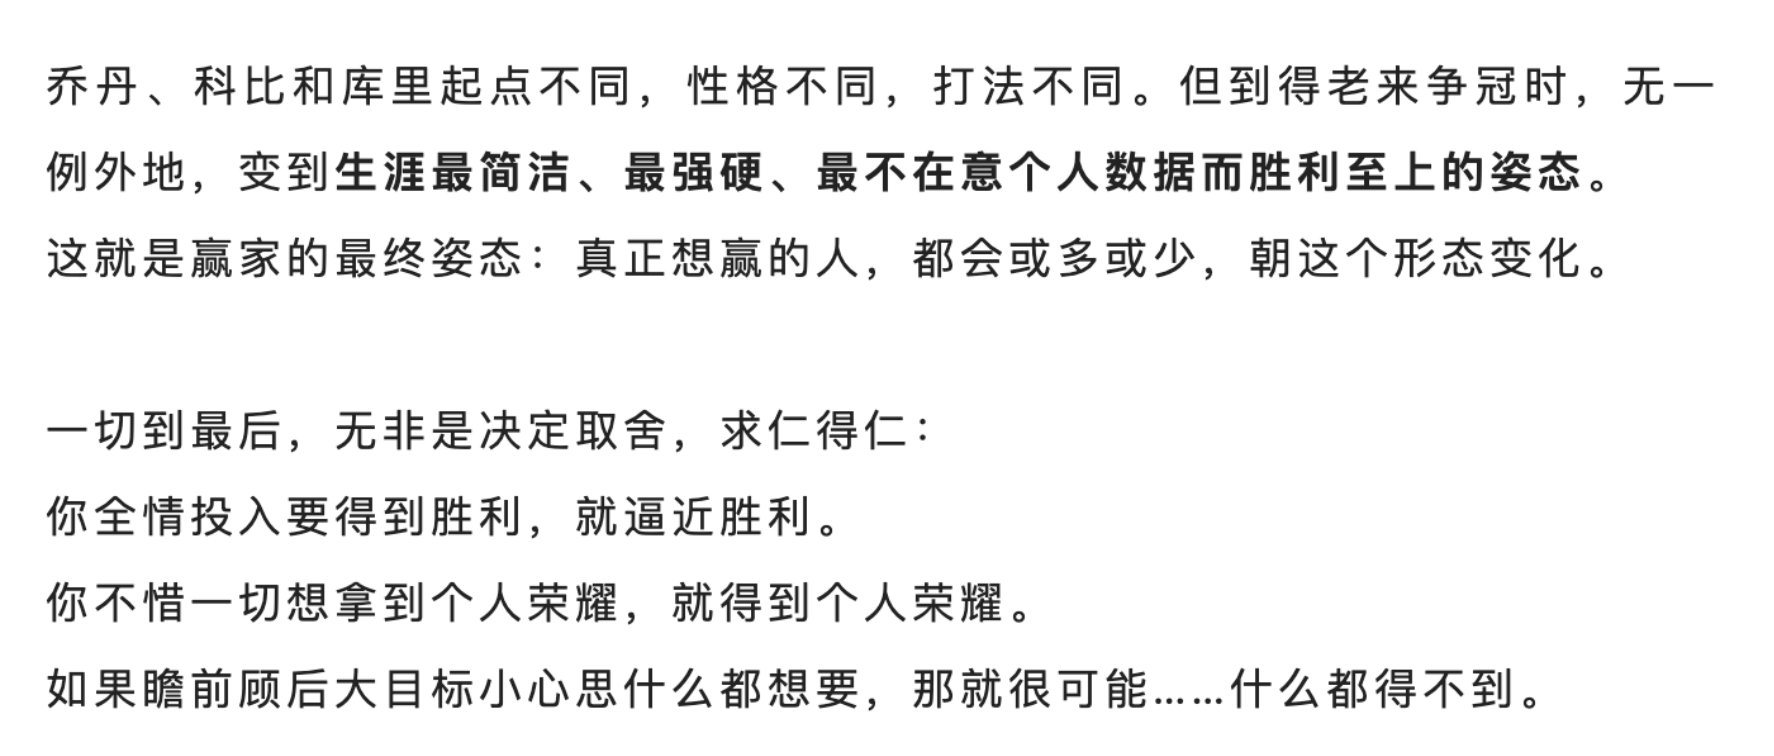 乔丹、科比和库里起点不同，性格不同，打法不同。但到得老来争冠时，无一
例外地，变到生涯最简洁、最强硬、最不在意个人数据而胜利至上的姿态。
这就是赢家的最终姿态：真正想赢的人，都会或多或少，朝这个形态变化。
一切到最后，无非是决定取舍，求仁得仁：
你全情投入要得到胜利，就逼近胜利。
你不惜一切想拿到个人荣耀，就得到个人荣耀。
如果瞻前顾后大目标小心思什么都想要，那就很可能……什么都得不到。